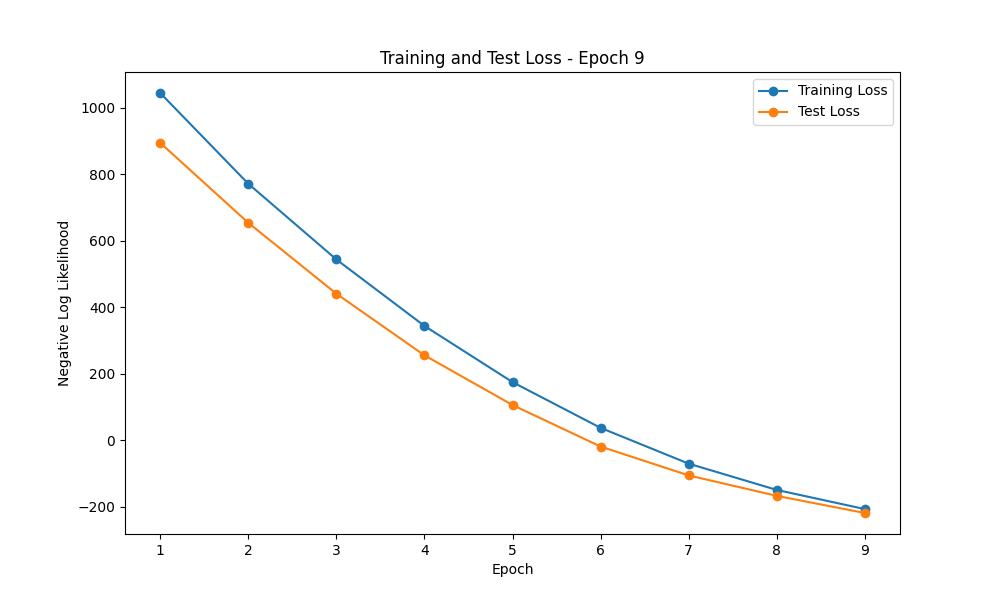 Training and Test Loss - Epoch 9
Training Loss
Test Loss
Negative Log Likelihood
1000
800
600
400
200
0
−200
1 2 3 4 5 6 7 8 9
Epoch